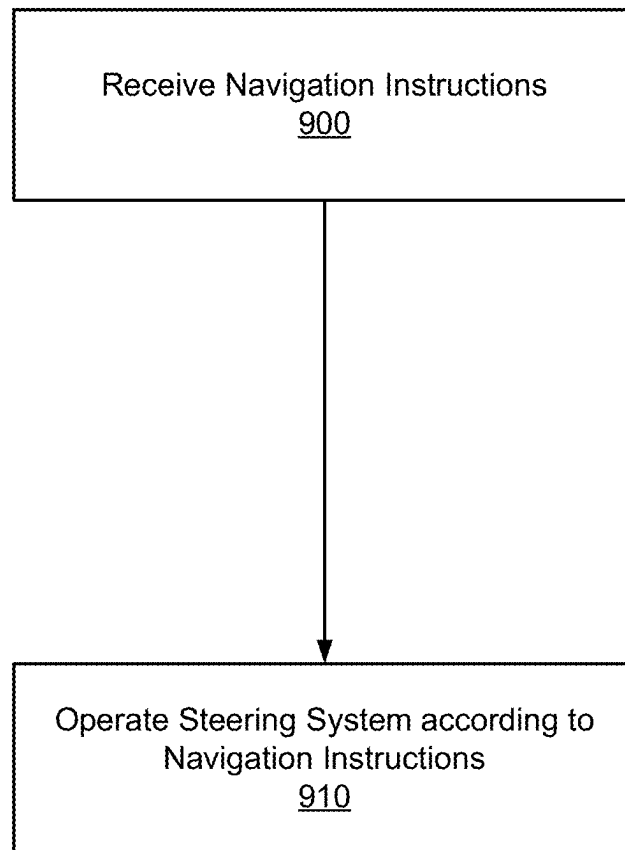 Receive Navigation Instructions
900
Operate Steering System according to
Navigation Instructions
910